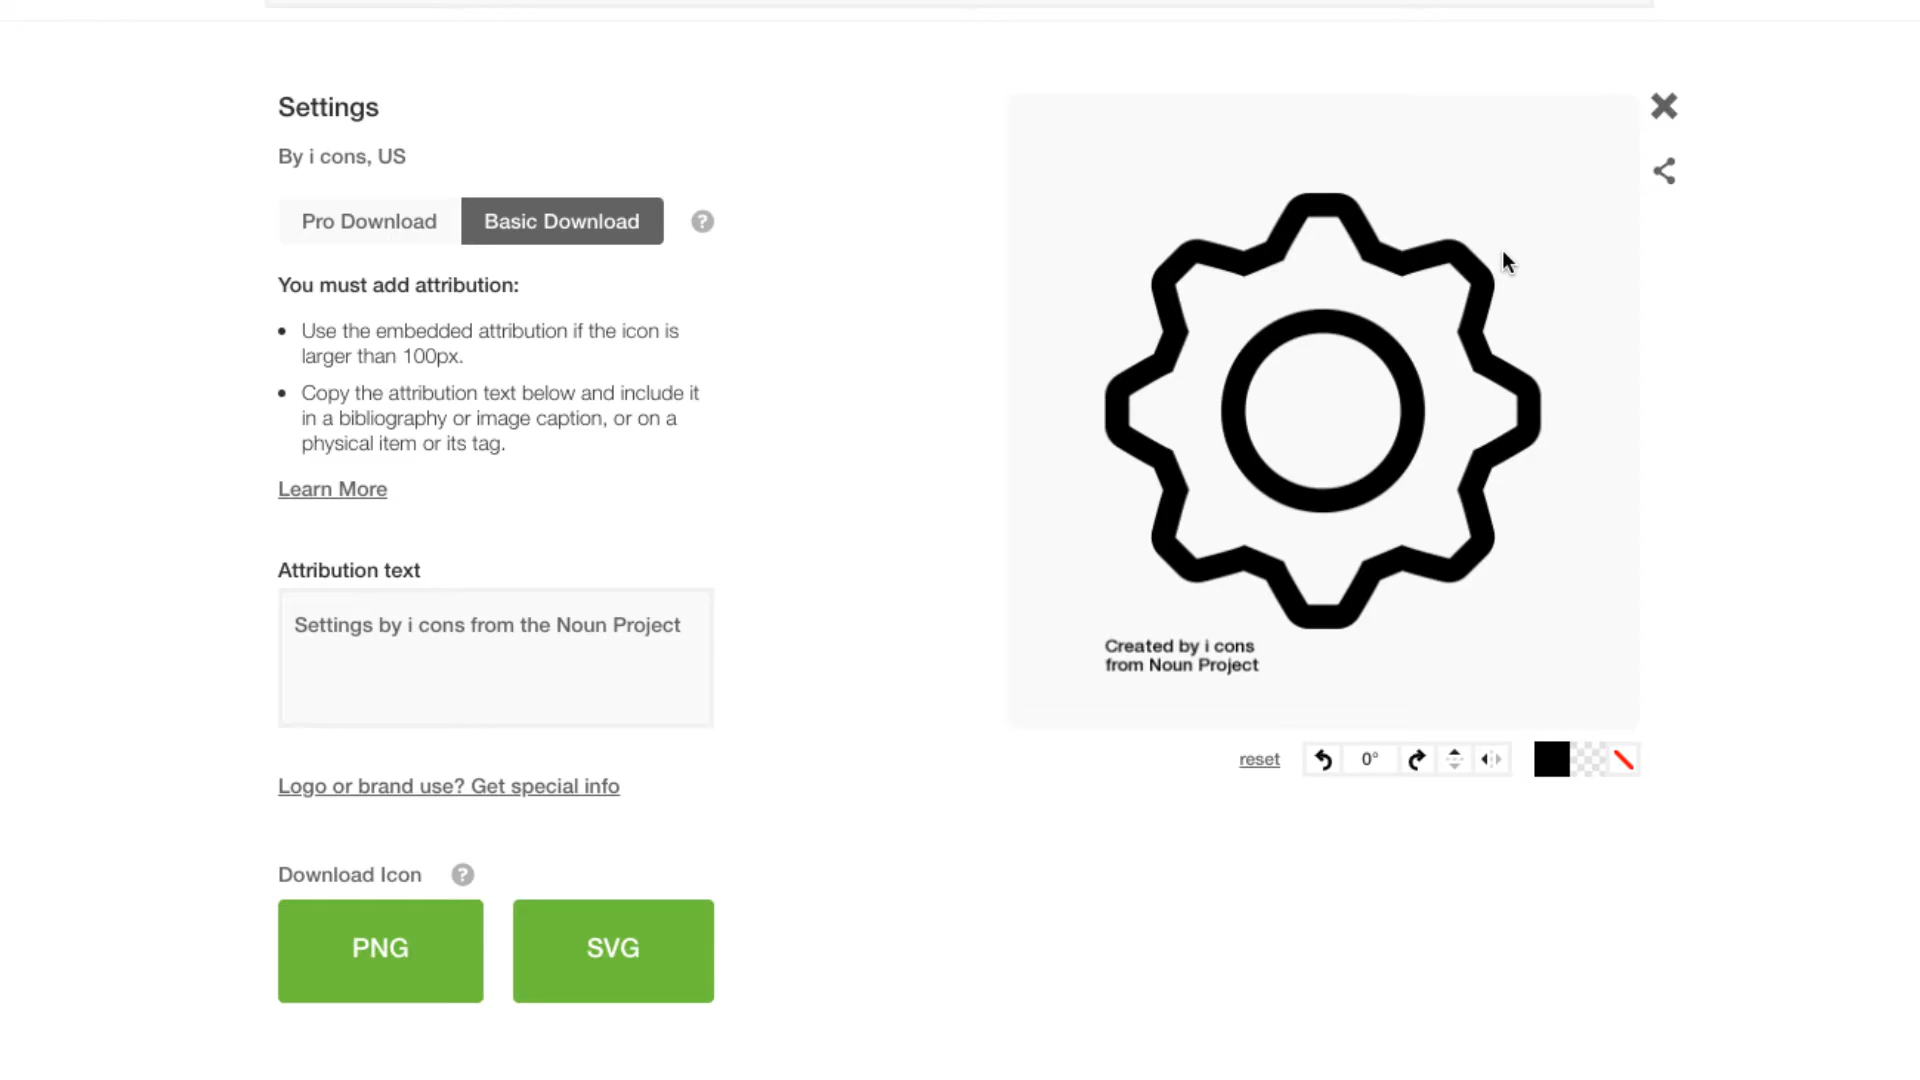 Settings
By i cons, US
Pro Download
Basic Download
?
You must add attribution:
• Use the embedded attribution if the icon is
larger than 100px.
• Copy the attribution text below and include it
in a bibliography or image caption, or on a
physical item or its tag.
Learn More
Attribution text
Settings by i cons from the Noun Project
Logo or brand use? Get special info
Download Icon
?
PNG
SVG
Created by i cons
from Noun Project
reset
0°